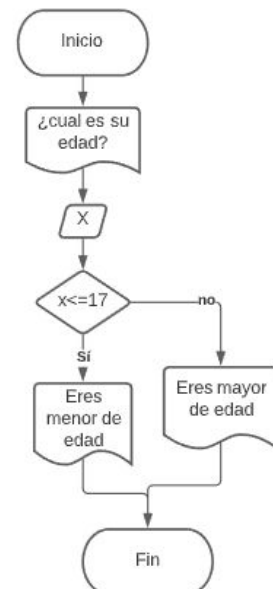 Inicio
¿cual es su
edad?
X
x<=17
no
Sí
Eres
menor de
edad
Eres mayor
de edad
Fin